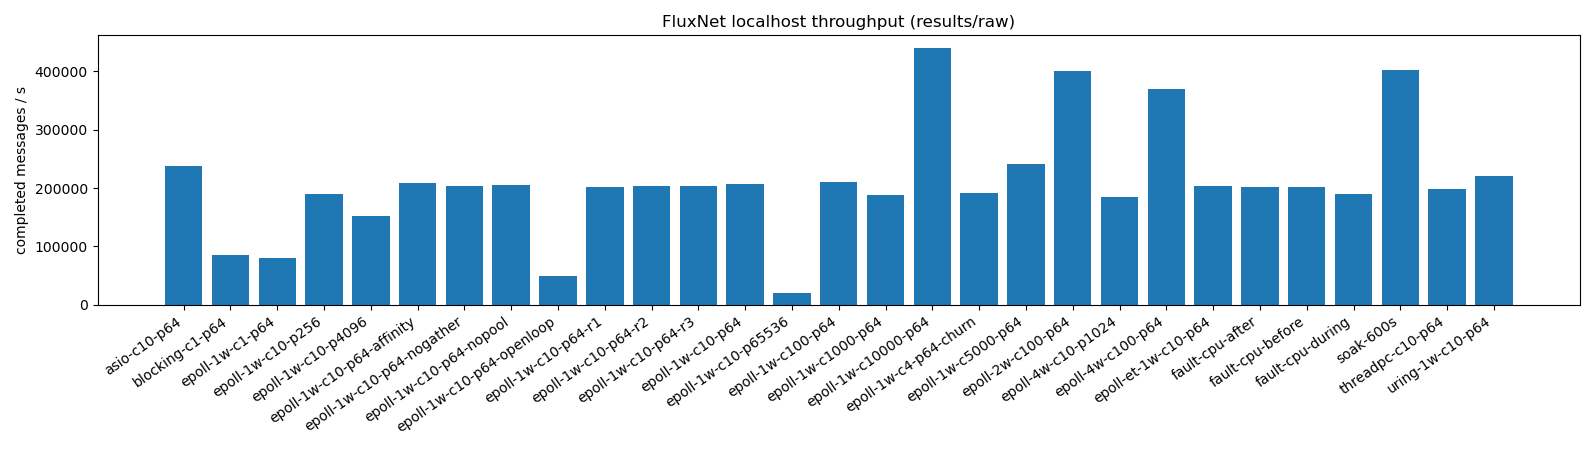 FluxNet localhost throughput (results/raw)
completed messages / s
400000
300000
200000
100000
0
asio-c10-p64
blocking-c1-p64
epoll-1w-c1-p64
epoll-1w-c10-p256
epoll-1w-c10-p4096
epoll-1w-c10-p64-affinity
epoll-1w-c10-p64-nogather
epoll-1w-c10-p64-nopool
epoll-1w-c10-p64-openloop
epoll-1w-c10-p64-r1
epoll-1w-c10-p64-r2
epoll-1w-c10-p64-r3
epoll-1w-c10-p64
epoll-1w-c10-p65536
epoll-1w-c100-p64
epoll-1w-c1000-p64
epoll-1w-c10000-p64
epoll-1w-c4-p64-churn
epoll-1w-c5000-p64
epoll-2w-c100-p64
epoll-4w-c10-p1024
epoll-4w-c100-p64
epoll-et-1w-c10-p64
fault-cpu-after
fault-cpu-before
fault-cpu-during
soak-600s
threadpc-c10-p64
uring-1w-c10-p64